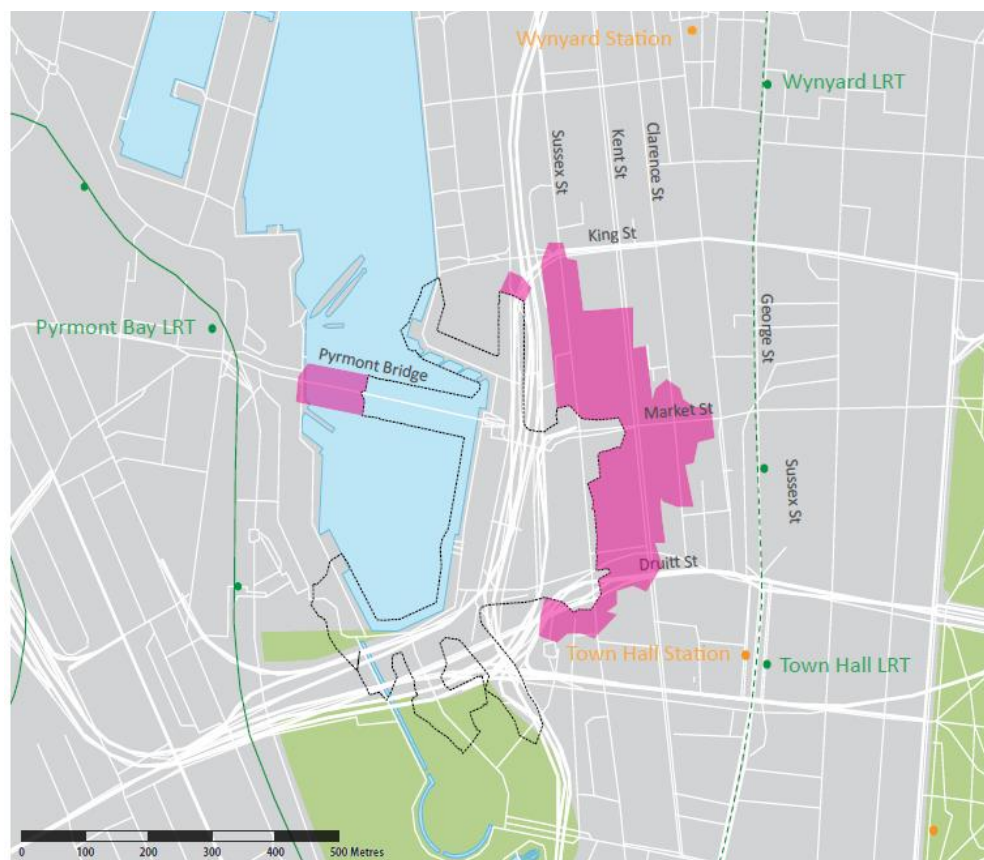 Wynyard Station
Wynyard LRT
Sussex St
Kent St
Clarence St
King St
George St
Pyrmont Bay LRT
Pyrmont Bridge
Market St
Sussex St
Druitt St
Town Hall Station
Town Hall LRT
0 100 200 300 400 500 Metres